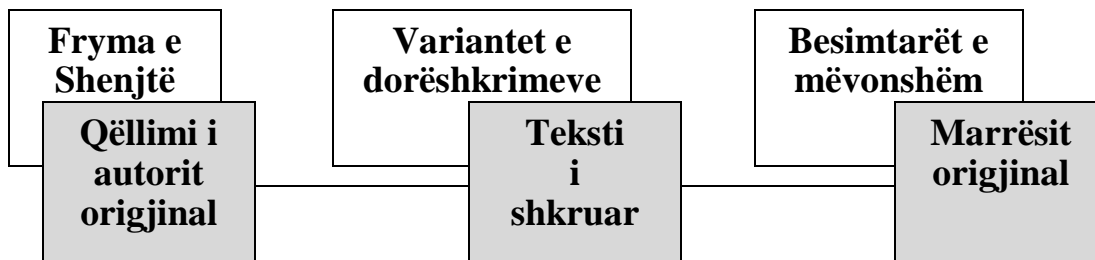 Fryma e
Shenjtë
Variantet e
dorëshkrimeve
Besimtarët e
mëvonshëm
Qëllimi i
autorit
origjinal
Teksti
i
shkruar
Marrësit
origjinal